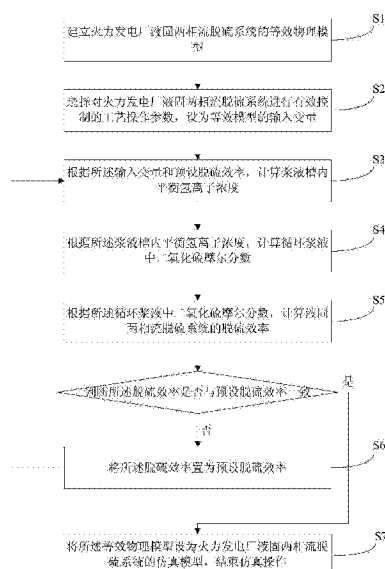 S1
建立火力发电厂液固两相流脱硫系统的等效物理模
型
S2
选择对火力发电厂液固两相流脱硫系统进行有效控
制的工艺操作参数，设为等效模型的输入变量
S3
根据所述输入变量和预设脱硫效率，计算浆液槽内
平衡氢离子浓度
S4
根据所述浆液槽内平衡氢离子浓度，计算循环浆液
中二氧化硫摩尔分数
S5
根据所述循环浆液中二氧化硫摩尔分数，计算液固
两相流脱硫系统的脱硫效率
判断所述脱硫效率是否与预设脱硫效率一致
是
否
S6
将所述脱硫效率置为预设脱硫效率
S7
将所述等效物理模型设为火力发电厂液固两相流脱
硫系统的仿真模型，结束仿真操作